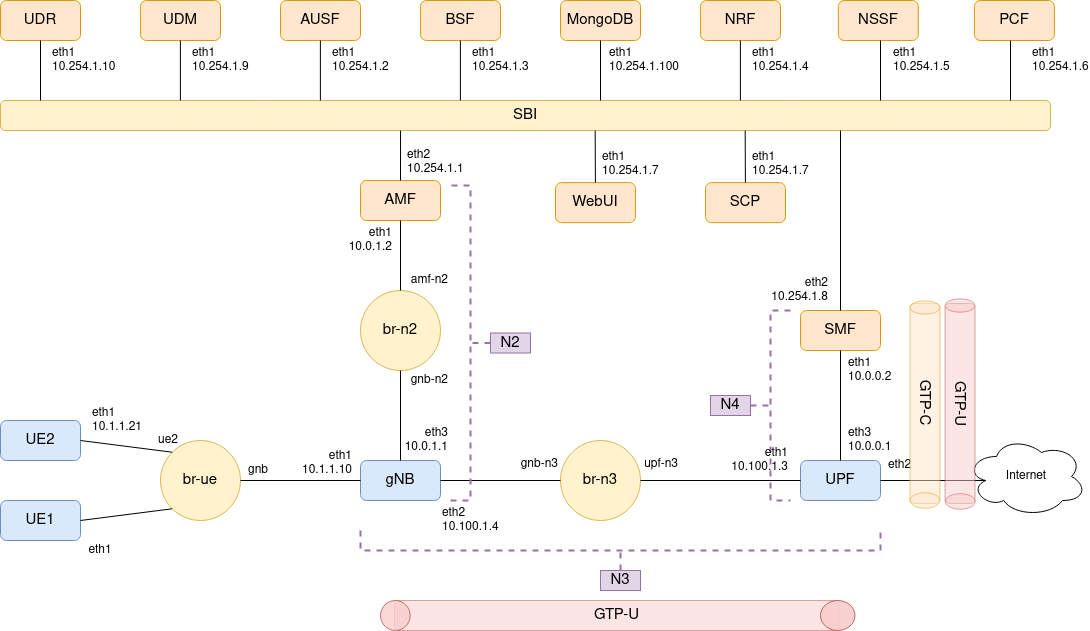 UDR
UDM
AUSF
BSF
MongoDB
NRF
NSSF
PCF
eth1
10.254.1.10
eth1
10.254.1.9
eth1
10.254.1.2
eth1
10.254.1.3
eth1
10.254.1.100
eth1
10.254.1.4
eth1
10.254.1.5
eth1
10.254.1.6
SBI
eth2
10.254.1.1
eth1
10.254.1.7
eth1
10.254.1.7
AMF
WebUI
SCP
eth1
10.0.1.2
amf-n2
eth2
10.254.1.8
br-n2
N2
SMF
gnb-n2
eth1
10.0.0.2
GTP-C
GTP-U
N4
eth1
10.1.1.21
UE2
ue2
eth3
10.0.1.1
eth3
10.0.0.1
gnb
eth1
10.1.1.10
gnb-n3
upf-n3
eth1
10.100.1.3
eth2
br-ue
gNB
br-n3
UPF
Internet
UE1
eth2
10.100.1.4
eth1
N3
GTP-U